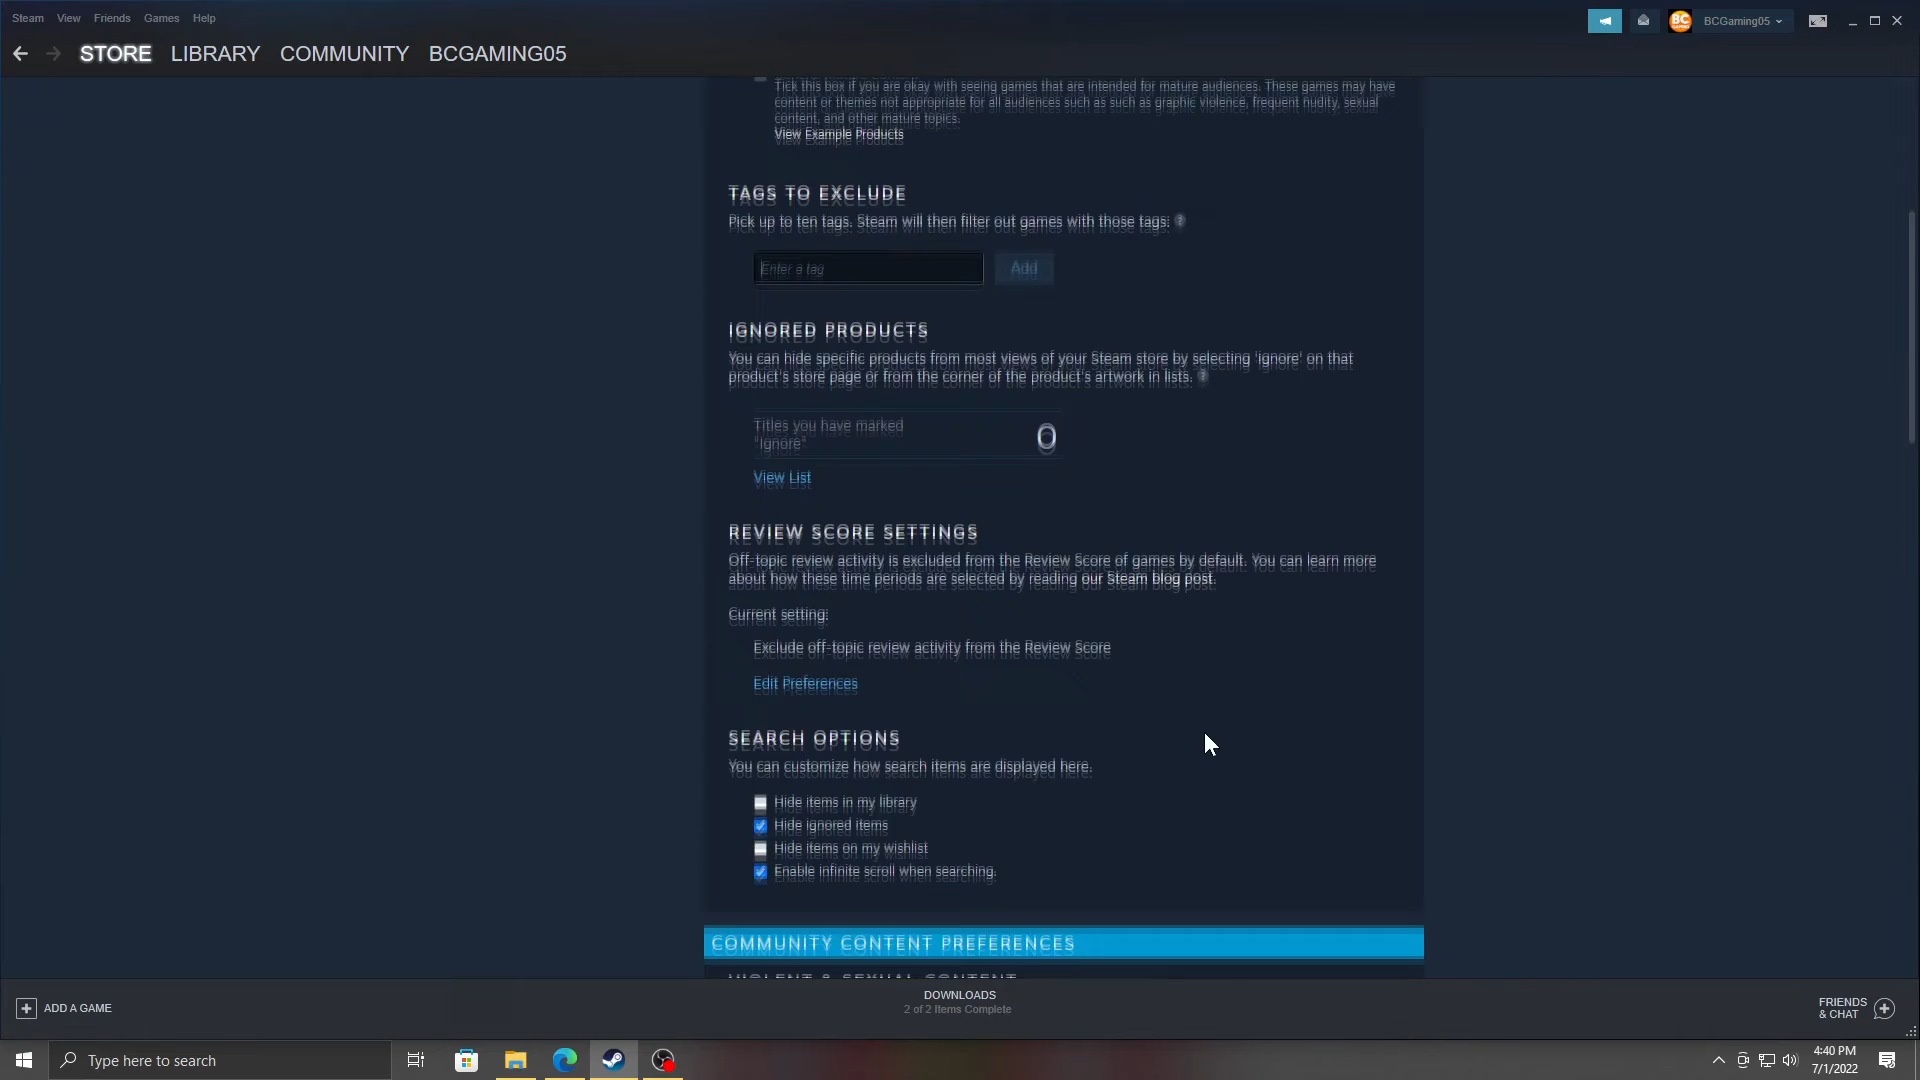 Steam View Friends Games Help
BCGaming05
STORE LIBRARY COMMUNITY BCGAMING05
Tick this box if you are okay with seeing games that are intended for mature audiences. These games may have
content or themes not appropriate for all audiences such as such as graphic violence, frequent nudity, sexual
content, and other mature topics.
View Example Products
TAGS TO EXCLUDE
Pick up to ten tags. Steam will then filter out games with those tags: ?
Enter a tag Add
IGNORED PRODUCTS
You can hide specific products from most views of your Steam store by selecting 'ignore' on that
product's store page or from the corner of the product's artwork in lists. ?
Titles you have marked
"Ignore" 0
View List
REVIEW SCORE SETTINGS
Off-topic review activity is excluded from the Review Score of games by default. You can learn more
about how these time periods are selected by reading our Steam blog post.
Current setting:
Exclude off-topic review activity from the Review Score
Edit Preferences
SEARCH OPTIONS
You can customize how search items are displayed here.
Hide items in my library
Hide ignored items
Hide items on my wishlist
Enable infinite scroll when searching.
COMMUNITY CONTENT PREFERENCES
VIOLENT & SEXUAL CONTENT
ADD A GAME
DOWNLOADS
2 of 2 Items Complete
FRIENDS
& CHAT
Type here to search
4:40 PM
7/1/2022